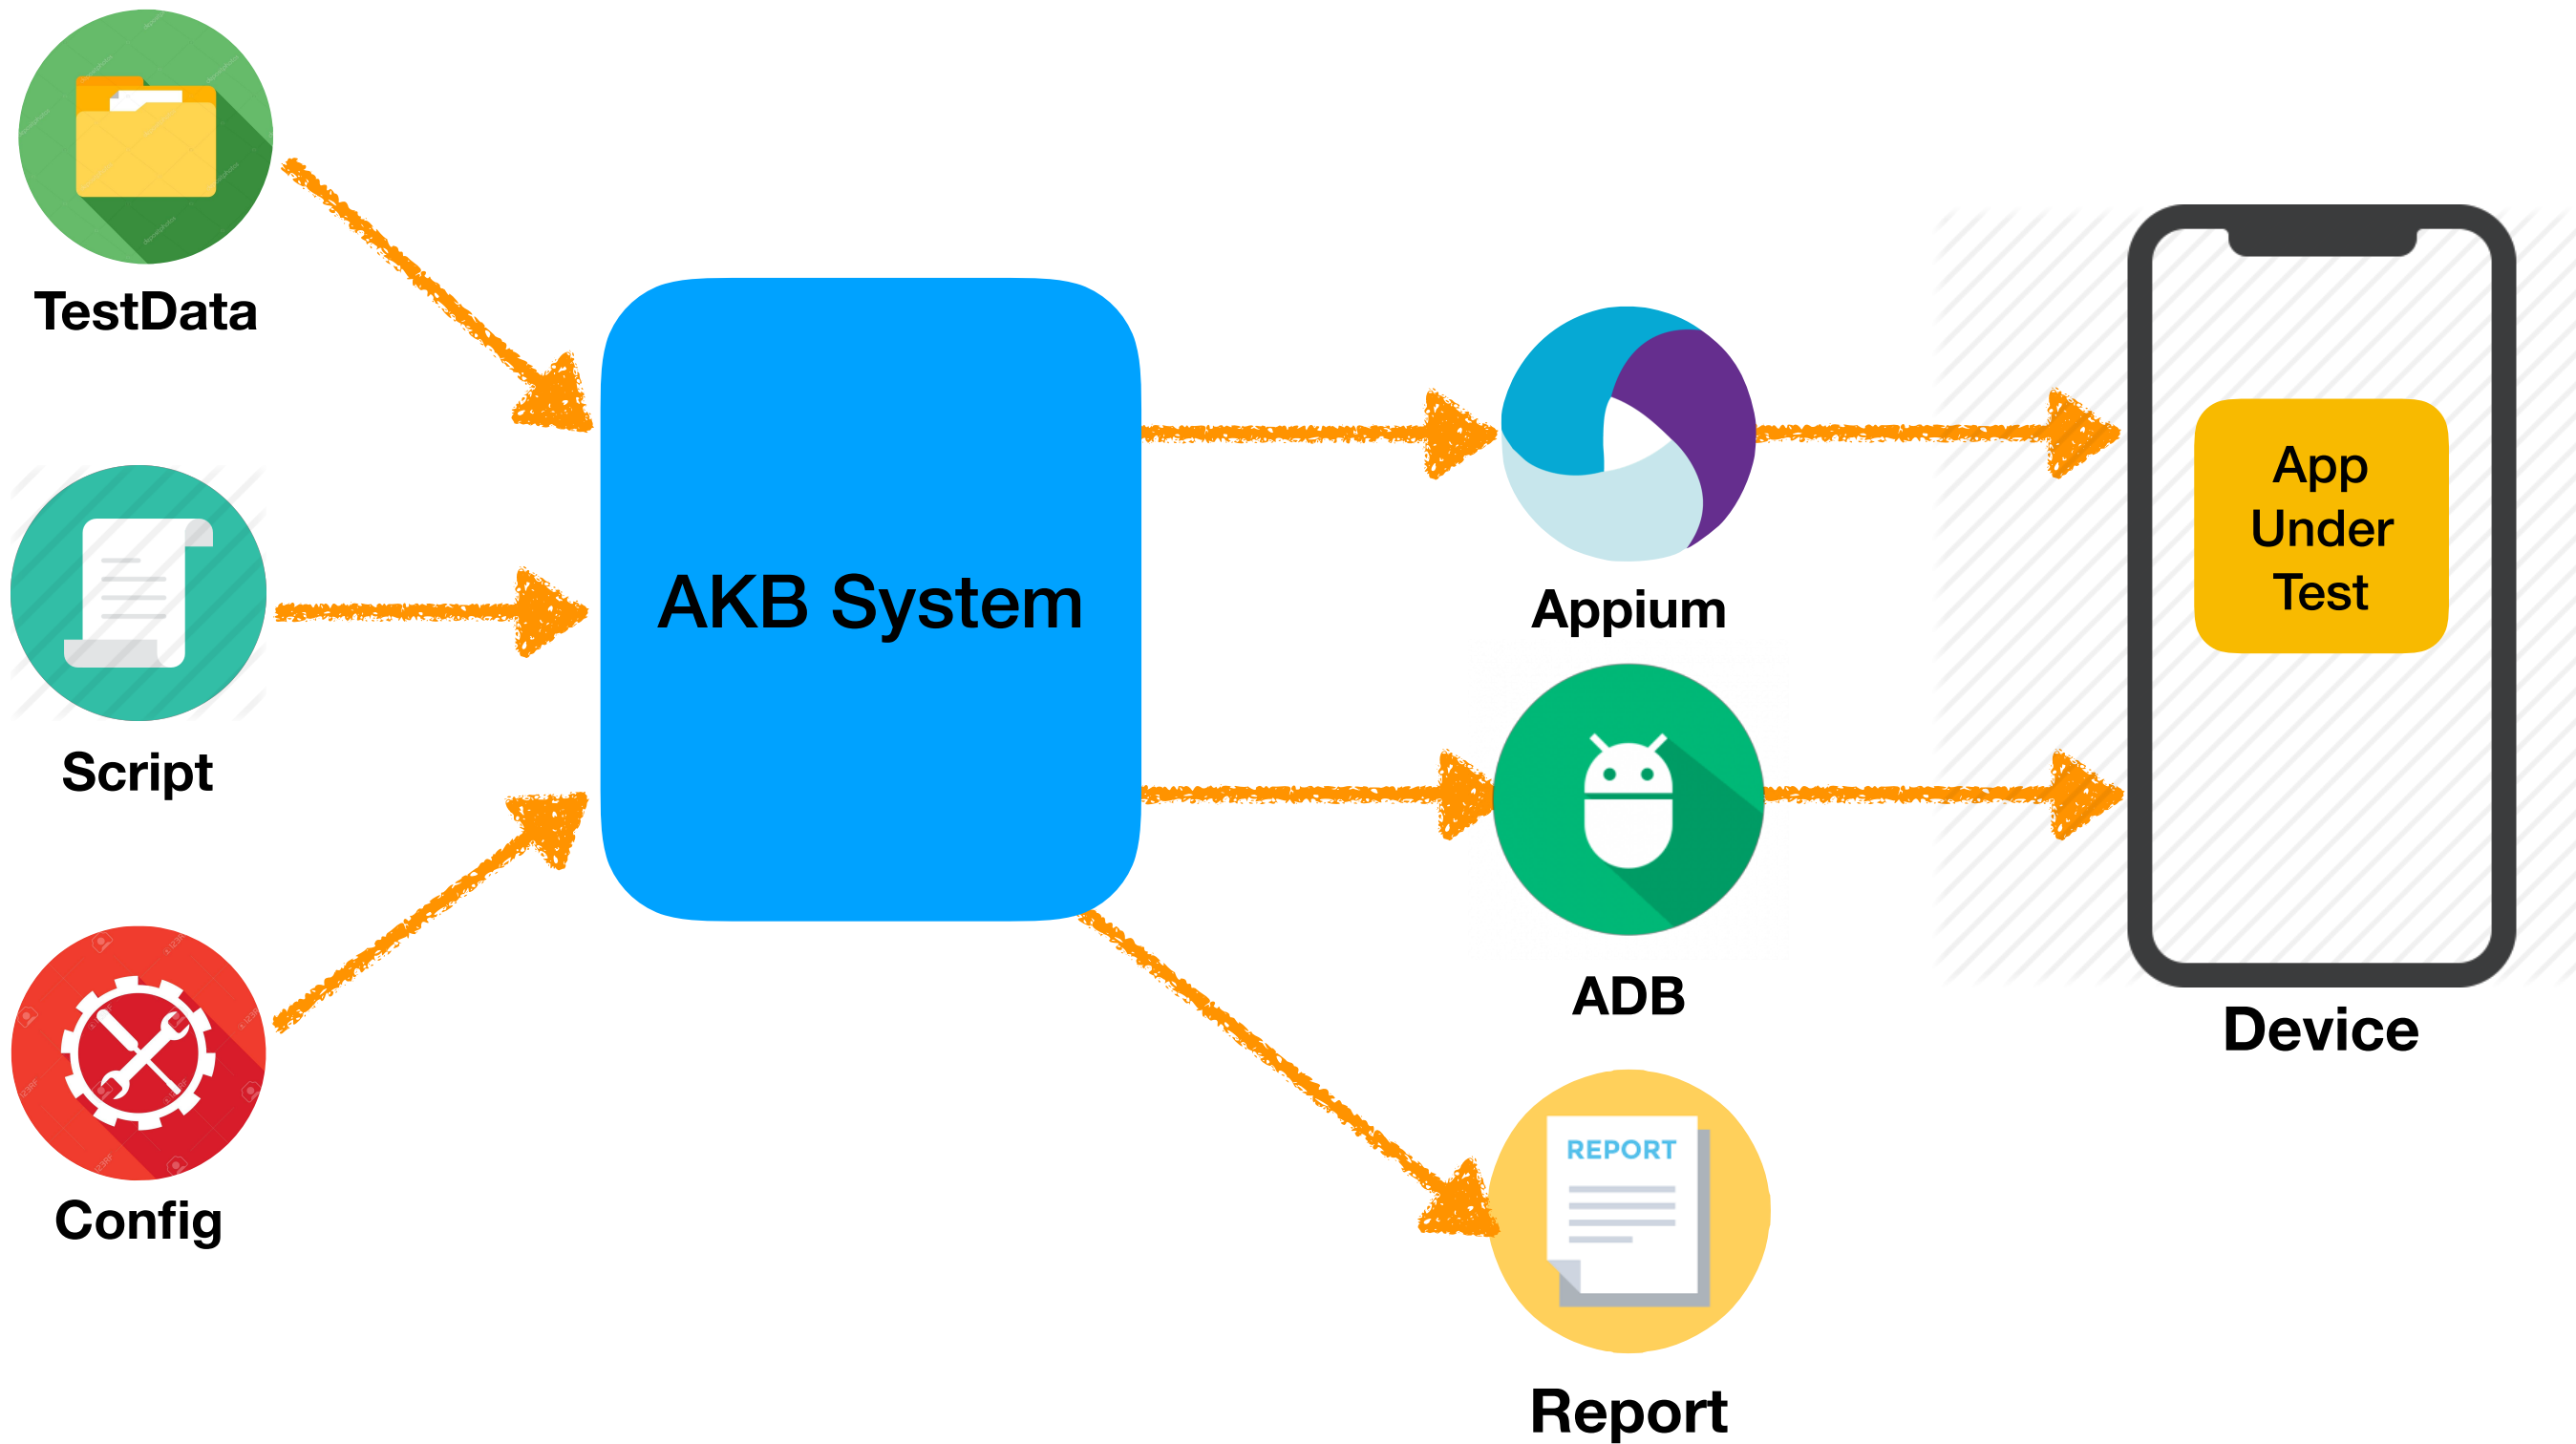 TestData
Script
Config
AKB System
Appium
ADB
REPORT
Report
App
Under
Test
Device